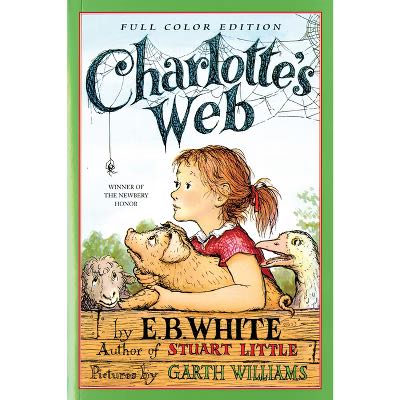 FULL COLOR EDITION
Charlotte's
Web
WINNER OF
THE NEWBERY
HONOR
by E.B. WHITE
Author of STUART LITTLE
Pictures by GARTH WILLIAMS